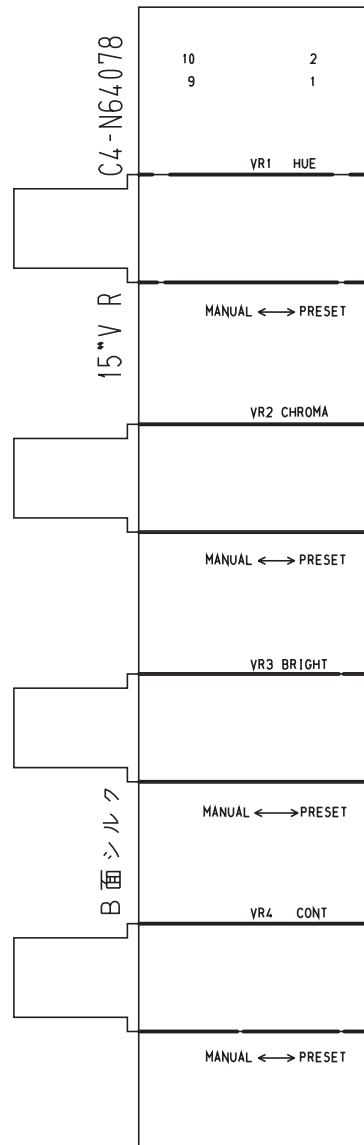 C4-N64078
10 2
9 1
VR1 HUE
15"V R
MANUAL ⟷ PRESET
VR2 CHROMA
MANUAL ⟷ PRESET
VR3 BRIGHT
MANUAL ⟷ PRESET
B面シルク
VR4 CONT
MANUAL ⟷ PRESET